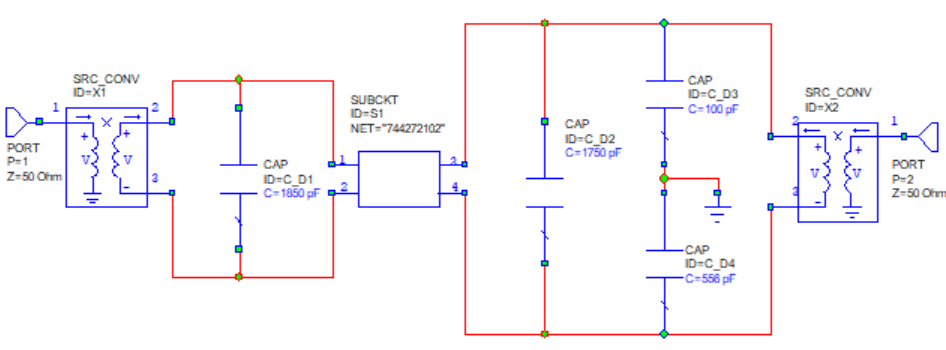 SRC_CONV
ID=X1
1
2
3
+
+
V
V
-
PORT
P=1
Z=50 Ohm
CAP
ID=C_D1
C=1850 pF
SUBCKT
ID=S1
NET="744272102"
1
2
3
4
CAP
ID=C_D2
C=1750 pF
CAP
ID=C_D3
C=100 pF
CAP
ID=C_D4
C=556 pF
SRC_CONV
ID=X2
2
1
3
+
+
V
V
-
PORT
P=2
Z=50 Ohm